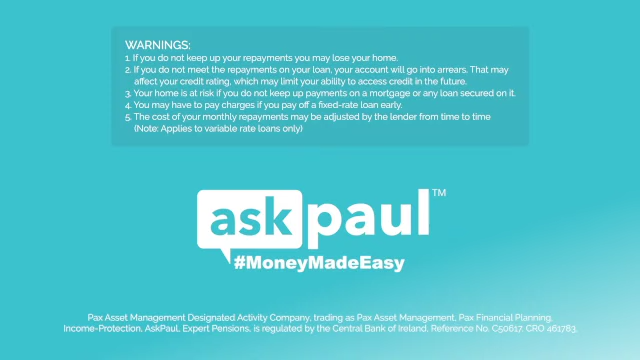 WARNINGS:
1. If you do not keep up your repayments you may lose your home.
2. If you do not meet the repayments on your loan, your account will go into arrears. That may
affect your credit rating, which may limit your ability to access credit in the future.
3. Your home is at risk if you do not keep up payments on a mortgage or any loan secured on it.
4. You may have to pay charges if you pay off a fixed-rate loan early.
5. The cost of your monthly repayments may be adjusted by the lender from time to time
(Note: Applies to variable rate loans only)
ask paul™
#MoneyMadeEasy
Pax Asset Management Designated Activity Company, trading as Pax Asset Management, Pax Financial Planning,
Income-Protection, AskPaul, Expert Pensions, is regulated by the Central Bank of Ireland, Reference No. C50617, CRO 461783.